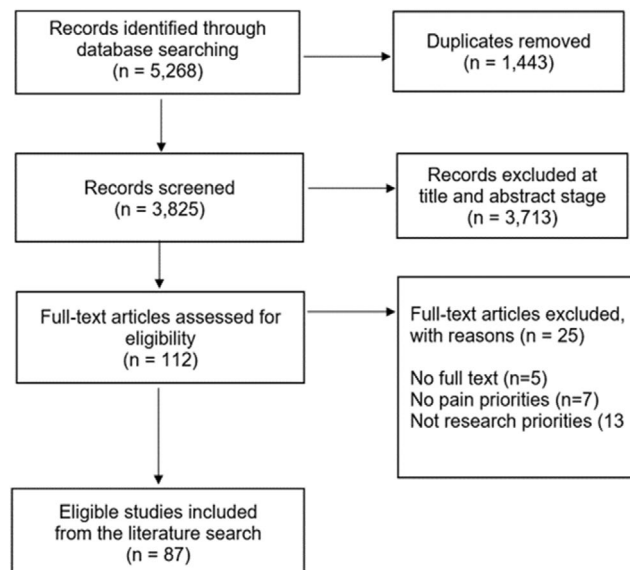 Records identified through
database searching
(n = 5,268)
Duplicates removed
(n = 1,443)
Records screened
(n = 3,825)
Records excluded at
title and abstract stage
(n = 3,713)
Full-text articles assessed for
eligibility
(n = 112)
Full-text articles excluded,
with reasons (n = 25)
No full text (n=5)
No pain priorities (n=7)
Not research priorities (13
Eligible studies included
from the literature search
(n = 87)